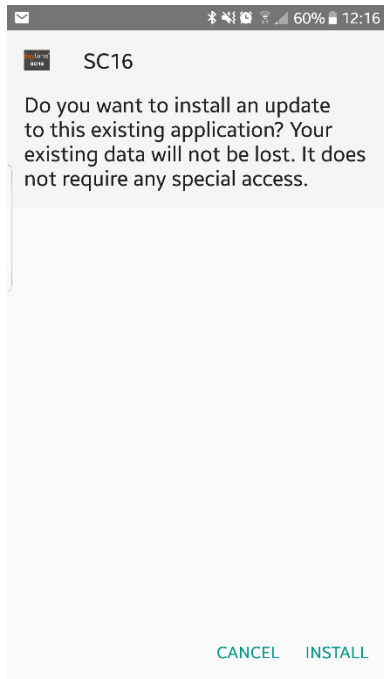 60% 12:16
SC16
SC16
Do you want to install an update
to this existing application? Your
existing data will not be lost. It does
not require any special access.
CANCEL INSTALL